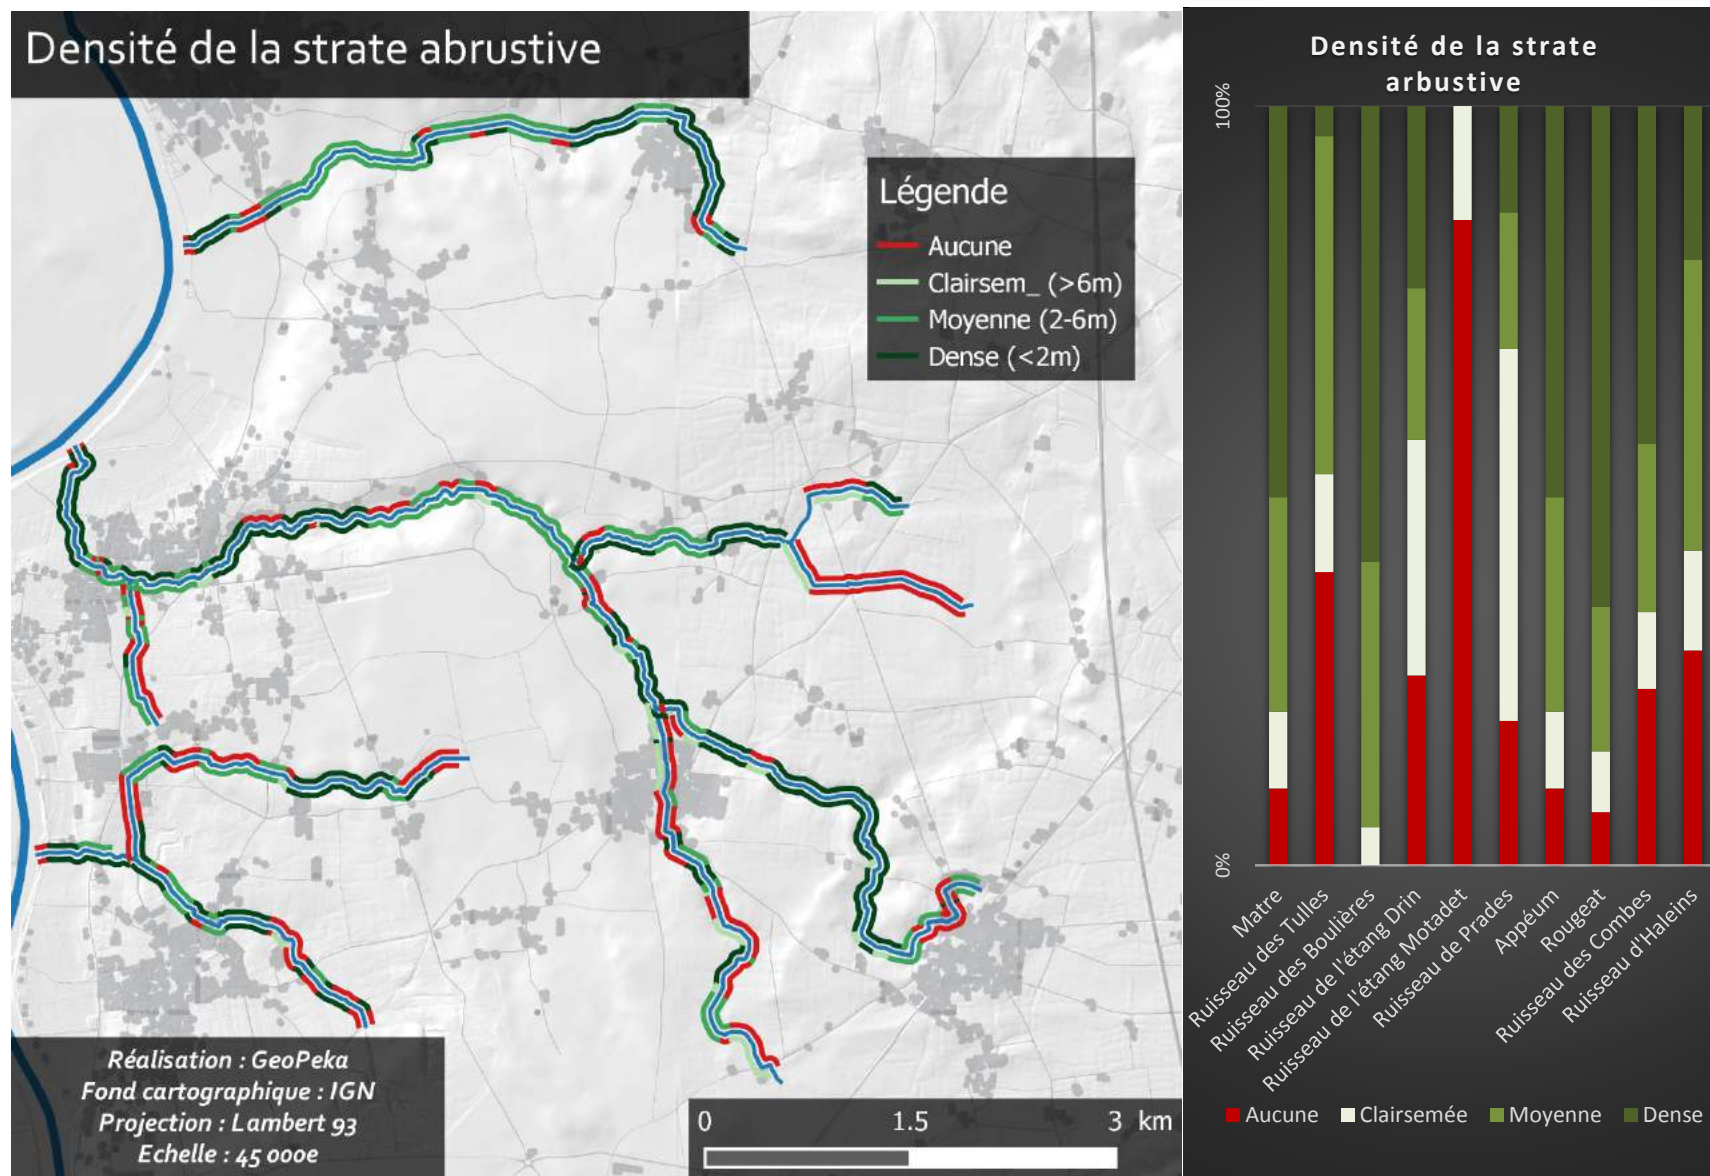 Densité de la strate abrustive
Légende
Aucune
Clairsem_ (>6m)
Moyenne (2-6m)
Dense (<2m)
Réalisation : GeoPeka
Fond cartographique : IGN
Projection : Lambert 93
Echelle : 45 000e
0 1.5 3 km
Densité de la strate
arbustive
100%
0%
Matre
Ruisseau des Tulles
Ruisseau des Boulières
Ruisseau de l'étang Drin
Ruisseau de l'étang Motadet
Ruisseau de Prades
Appéum
Rougeat
Ruisseau des Combes
Ruisseau d'Haleins
Aucune Clairsemée Moyenne Dense